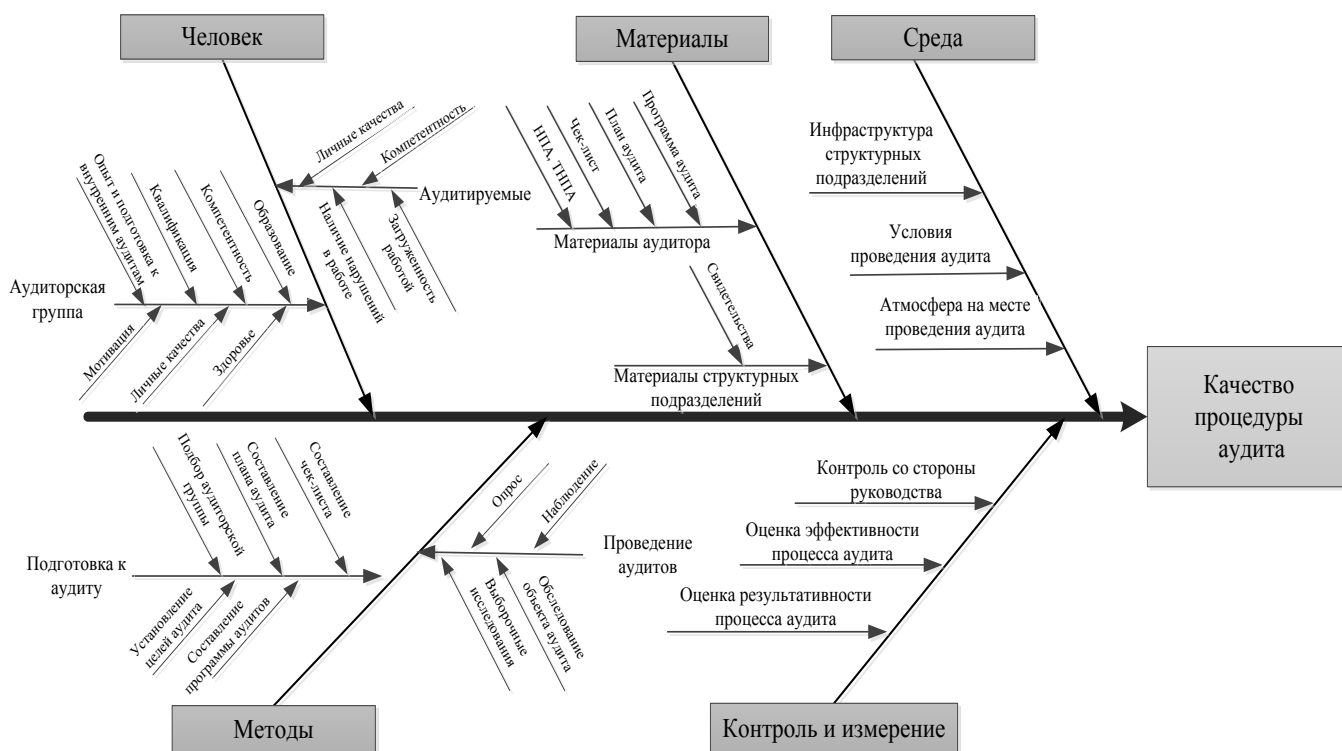 Человек
Материалы
Среда
Личные качества
Компетентность
Аудитируемые
Наличие нарушений
в работе
Загруженность
работой
Опыт и подготовка к
внутренним аудитам
Квалификация
Компетентность
Образование
Аудиторская
группа
Мотивация
Личные качества
Здоровье
НПА, ТНПА
Чек-лист
План аудита
Программа аудита
Материалы аудитора
Свидетельства
Материалы структурных
подразделений
Инфраструктура
структурных
подразделений
Условия
проведения аудита
Атмосфера на месте
проведения аудита
Качество
процедуры
аудита
Подбор аудиторской
группы
Составление
плана аудита
Составление
чек-листа
Подготовка к
аудиту
Установление
целей аудита
Составление
программы аудитов
Опрос
Наблюдение
Проведение
аудитов
Выборочные
исследования
Обследование
объекта аудита
Контроль со стороны
руководства
Оценка эффективности
процесса аудита
Оценка результативности
процесса аудита
Методы
Контроль и измерение